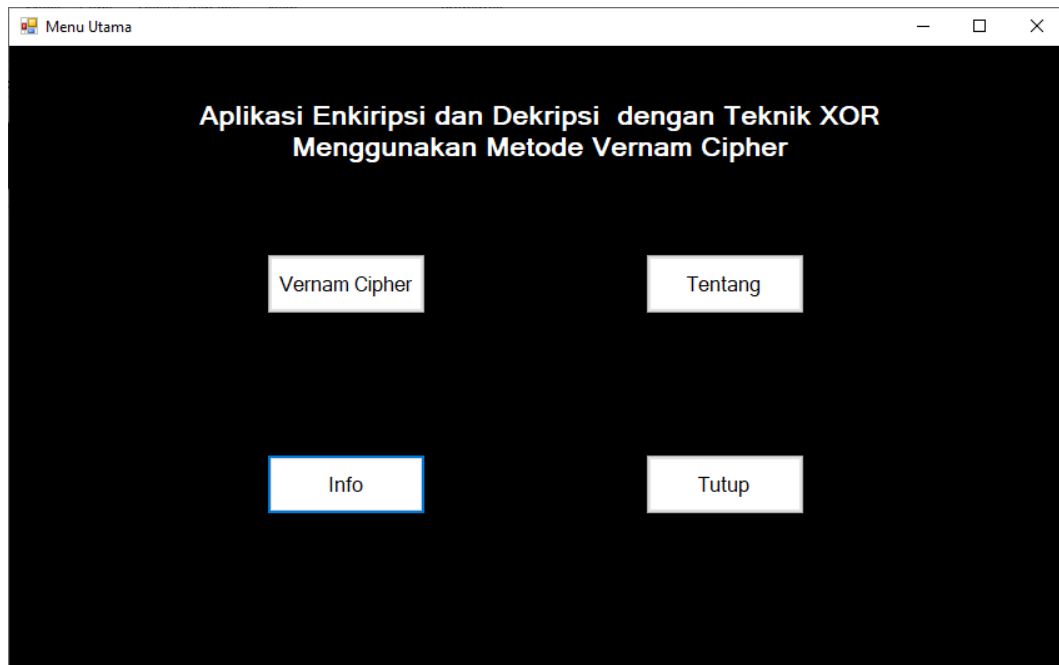 Menu Utama
Aplikasi Enkiripsi dan Dekripsi  dengan Teknik XOR
Menggunakan Metode Vernam Cipher
Vernam Cipher
Tentang
Info
Tutup